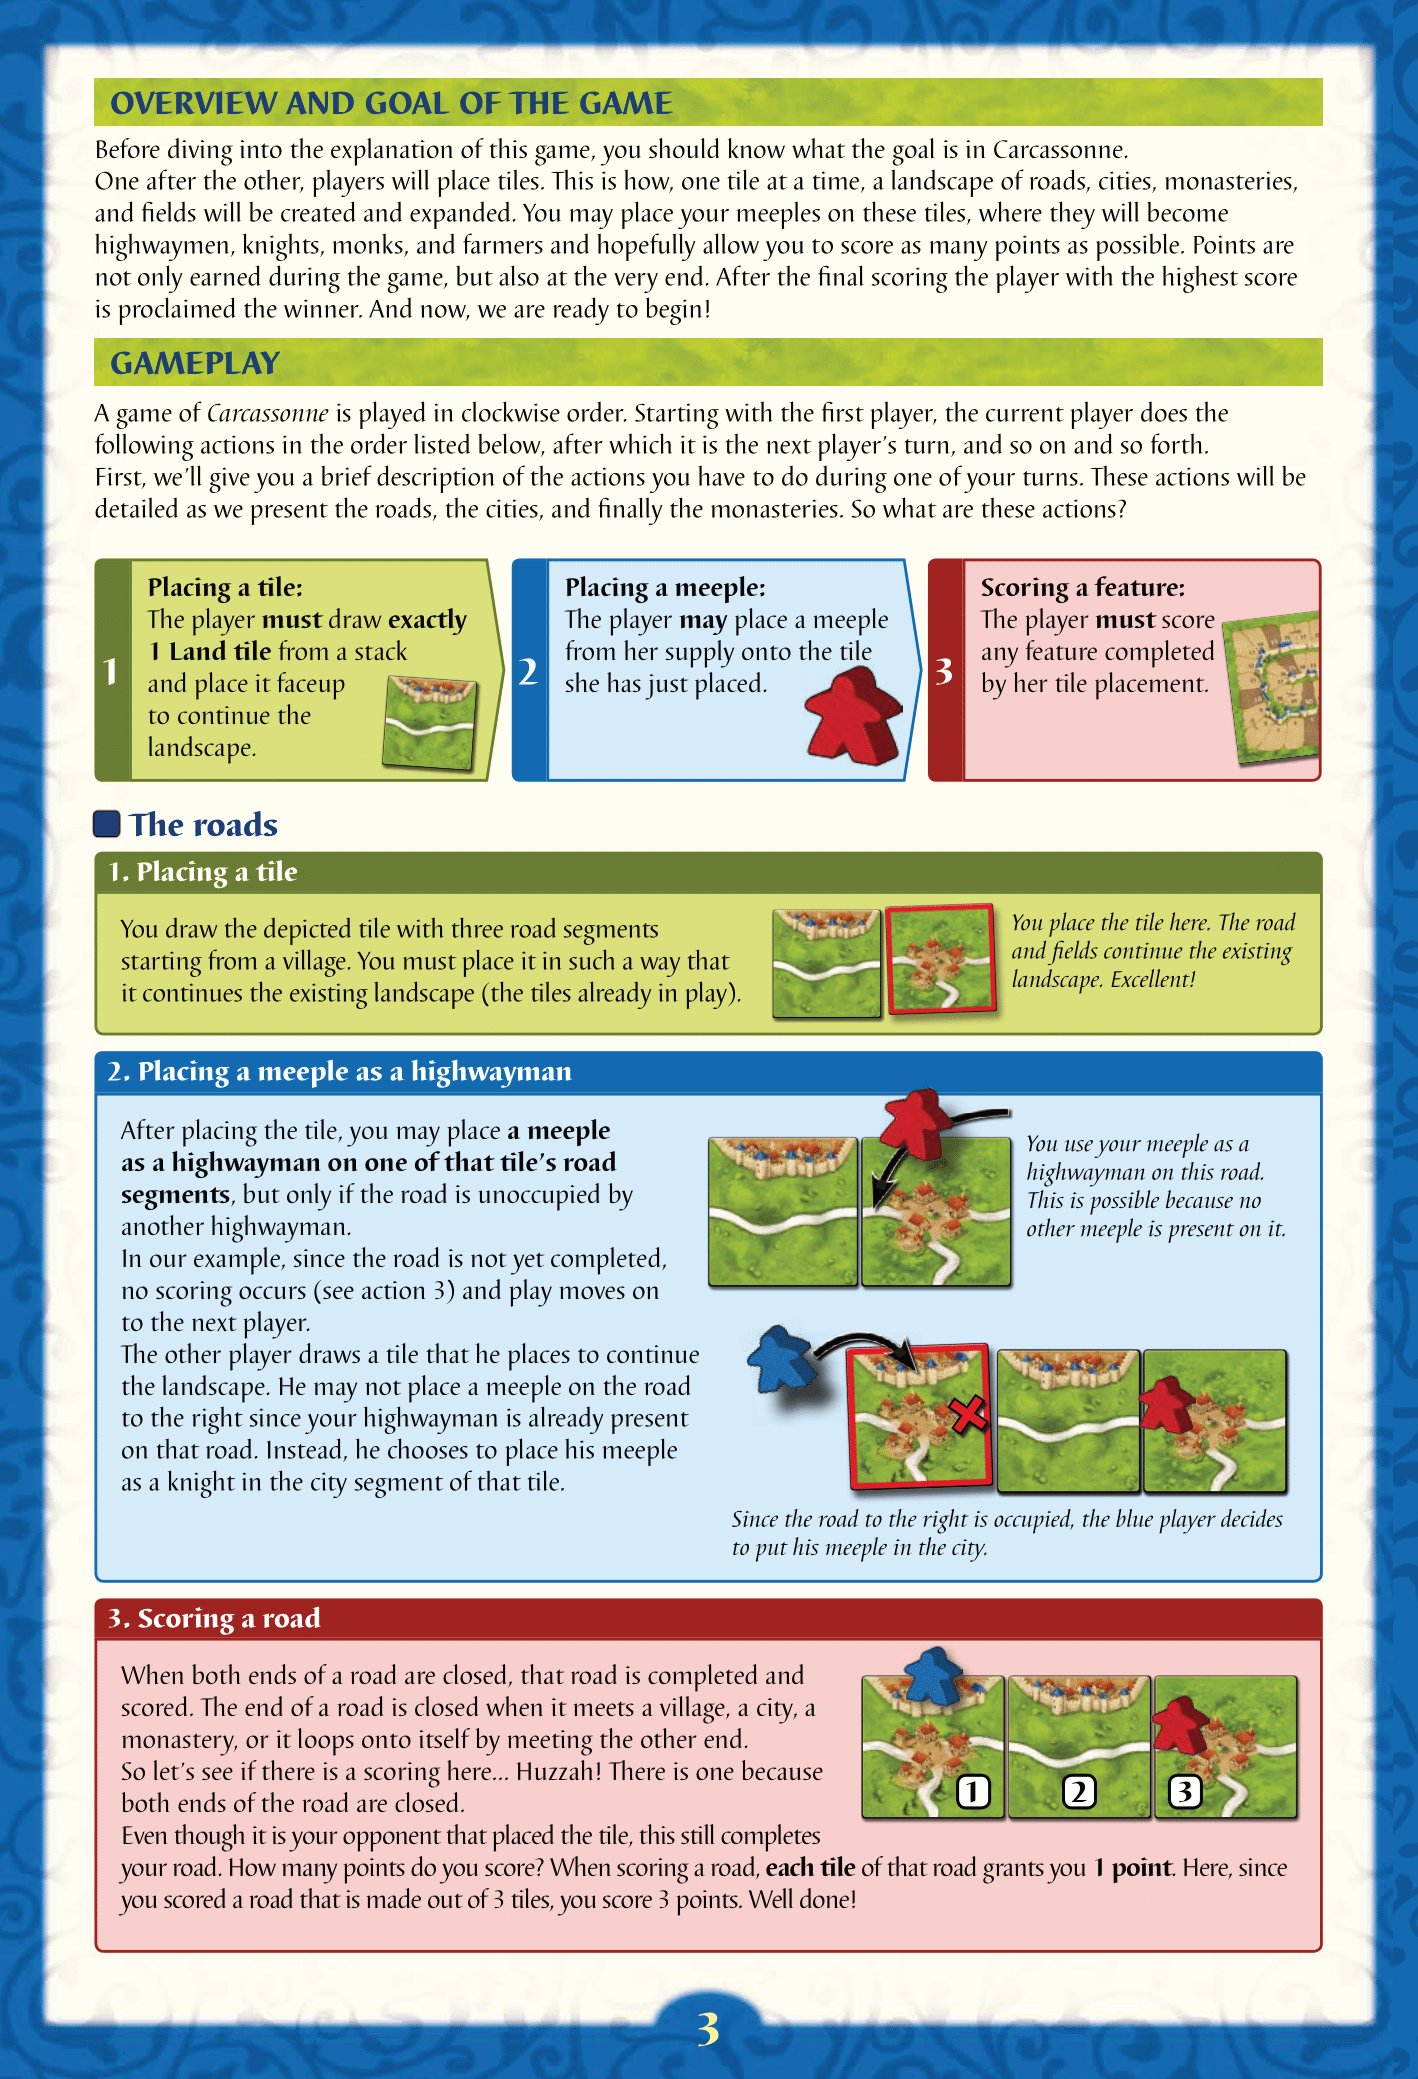 OVERVIEW AND GOAL OF THE GAME
Before diving into the explanation of this game, you should know what the goal is in Carcassonne.
One after the other, players will place tiles. This is how, one tile at a time, a landscape of roads, cities, monasteries,
and fields will be created and expanded. You may place your meeples on these tiles, where they will become
highwaymen, knights, monks, and farmers and hopefully allow you to score as many points as possible. Points are
not only earned during the game, but also at the very end. After the final scoring the player with the highest score
is proclaimed the winner. And now, we are ready to begin!
GAMEPLAY
A game of Carcassonne is played in clockwise order. Starting with the first player, the current player does the
following actions in the order listed below, after which it is the next player's turn, and so on and so forth.
First, we'll give you a brief description of the actions you have to do during one of your turns. These actions will be
detailed as we present the roads, the cities, and finally the monasteries. So what are these actions?
1
Placing a tile:
The player must draw exactly
1 Land tile from a stack
and place it faceup
to continue the
landscape.
2
Placing a meeple:
The player may place a meeple
from her supply onto the tile
she has just placed.
3
Scoring a feature:
The player must score
any feature completed
by her tile placement.
The roads
1. Placing a tile
You draw the depicted tile with three road segments
starting from a village. You must place it in such a way that
it continues the existing landscape (the tiles already in play).
You place the tile here. The road
and fields continue the existing
landscape. Excellent!
2. Placing a meeple as a highwayman
After placing the tile, you may place a meeple
as a highwayman on one of that tile's road
segments, but only if the road is unoccupied by
another highwayman.
In our example, since the road is not yet completed,
no scoring occurs (see action 3) and play moves on
to the next player.
The other player draws a tile that he places to continue
the landscape. He may not place a meeple on the road
to the right since your highwayman is already present
on that road. Instead, he chooses to place his meeple
as a knight in the city segment of that tile.
You use your meeple as a
highwayman on this road.
This is possible because no
other meeple is present on it.
Since the road to the right is occupied, the blue player decides
to put his meeple in the city.
3. Scoring a road
When both ends of a road are closed, that road is completed and
scored. The end of a road is closed when it meets a village, a city, a
monastery, or it loops onto itself by meeting the other end.
So let's see if there is a scoring here... Huzzah! There is one because
both ends of the road are closed.
Even though it is your opponent that placed the tile, this still completes
your road. How many points do you score? When scoring a road, each tile of that road grants you 1 point. Here, since
you scored a road that is made out of 3 tiles, you score 3 points. Well done!
1 2 3
3